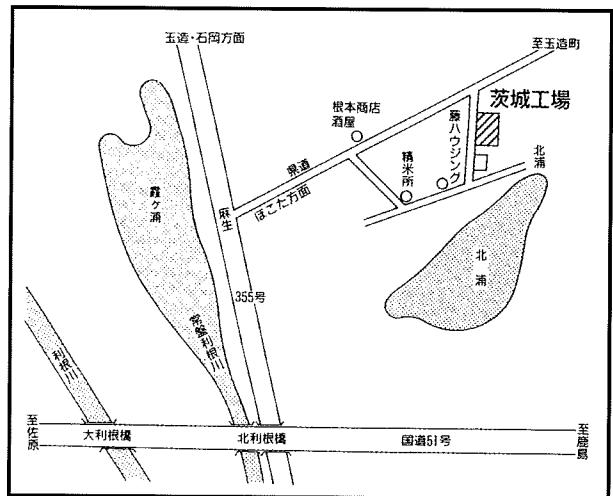 玉造・石岡方面
至玉造町
茨城工場
根本商店
酒屋
藤ハウジング
北浦
精米所
県道
ほこた方面
麻生
霞ヶ浦
北浦
355号
常盤利根川
利根川
至佐原
大利根橋
北利根橋
国道51号
至鹿島